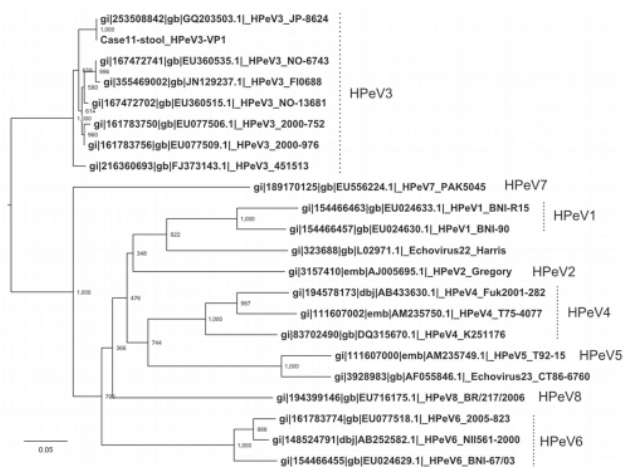 gi|253508842|gb|GQ203503.1|_HPeV3_JP-8624
1,000
Case11-stool_HPeV3-VP1
gi|167472741|gb|EU360535.1|_HPeV3_NO-6743
996
gi|355469002|gb|JN129237.1|_HPeV3_FI0688
580
HPeV3
gi|167472702|gb|EU360515.1|_HPeV3_NO-13681
614
1,000
gi|161783750|gb|EU077506.1|_HPeV3_2000-752
960
gi|161783756|gb|EU077509.1|_HPeV3_2000-976
gi|216360693|gb|FJ373143.1|_HPeV3_451513
gi|189170125|gb|EU556224.1|_HPeV7_PAK5045 HPeV7
gi|154466463|gb|EU024633.1|_HPeV1_BNI-R15
1,000
HPeV1
gi|154466457|gb|EU024630.1|_HPeV1_BNI-90
922
gi|323688|gb|L02971.1|_Echovirus22_Harris
348
gi|3157410|emb|AJ005695.1|_HPeV2_Gregory HPeV2
1,000
gi|194578173|dbj|AB433630.1|_HPeV4_Fuk2001-282
476
987
gi|111607002|emb|AM235750.1|_HPeV4_T75-4077
HPeV4
1,000
gi|83702490|gb|DQ315670.1|_HPeV4_K251176
744
368
gi|111607000|emb|AM235749.1|_HPeV5_T92-15 HPeV5
1,000
gi|3928983|gb|AF055846.1|_Echovirus23_CT86-6760
gi|194399146|gb|EU716175.1|_HPeV8_BR/217/2006 HPeV8
gi|161783774|gb|EU077518.1|_HPeV6_2005-823
988
gi|148524791|dbj|AB252582.1|_HPeV6_NII561-2000
HPeV6
1,000
gi|154466455|gb|EU024629.1|_HPeV6_BNI-67/03
0.05